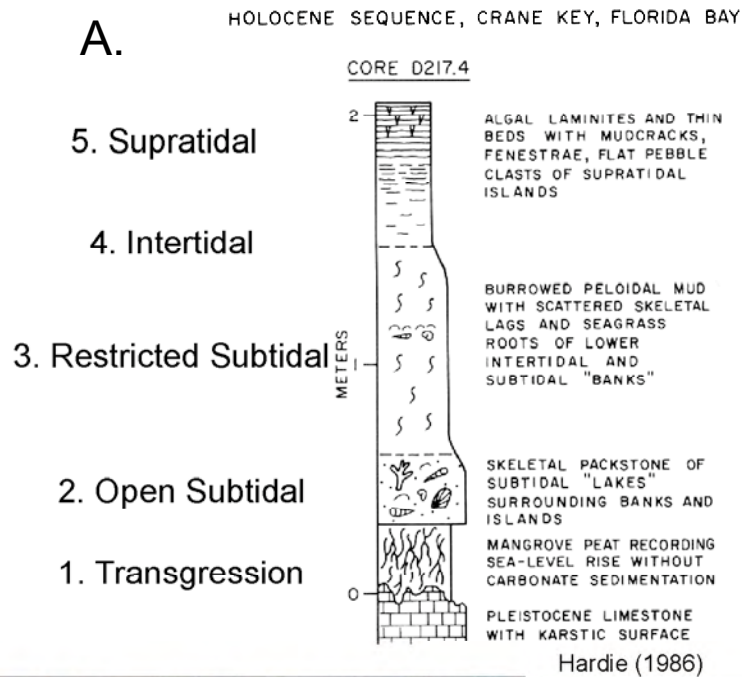 HOLOCENE SEQUENCE, CRANE KEY, FLORIDA BAY
A.
CORE D217.4
2
5. Supratidal
ALGAL LAMINITES AND THIN
BEDS WITH MUDCRACKS,
FENESTRAE, FLAT PEBBLE
CLASTS OF SUPRATIDAL
ISLANDS
4. Intertidal
BURROWED PELOIDAL MUD
WITH SCATTERED SKELETAL
LAGS AND SEAGRASS
ROOTS OF LOWER
INTERTIDAL AND
SUBTIDAL "BANKS"
3. Restricted Subtidal
METERS
1
2. Open Subtidal
SKELETAL PACKSTONE OF
SUBTIDAL "LAKES"
SURROUNDING BANKS AND
ISLANDS
1. Transgression
MANGROVE PEAT RECORDING
SEA-LEVEL RISE WITHOUT
CARBONATE SEDIMENTATION
0
PLEISTOCENE LIMESTONE
WITH KARSTIC SURFACE
Hardie (1986)